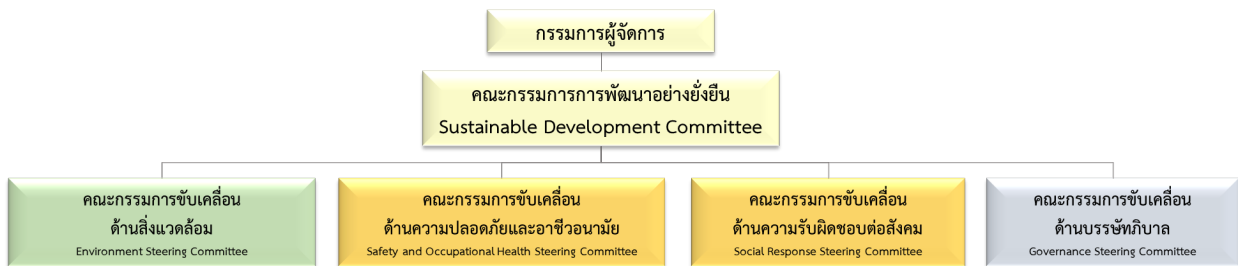 กรรมการผู้จัดการ
คณะกรรมการการพัฒนาอย่างยั่งยืน
Sustainable Development Committee
คณะกรรมการขับเคลื่อน
ด้านสิ่งแวดล้อม
Environment Steering Committee
คณะกรรมการขับเคลื่อน
ด้านความปลอดภัยและอาชีวอนามัย
Safety and Occupational Health Steering Committee
คณะกรรมการขับเคลื่อน
ด้านความรับผิดชอบต่อสังคม
Social Response Steering Committee
คณะกรรมการขับเคลื่อน
ด้านบรรษัทภิบาล
Governance Steering Committee